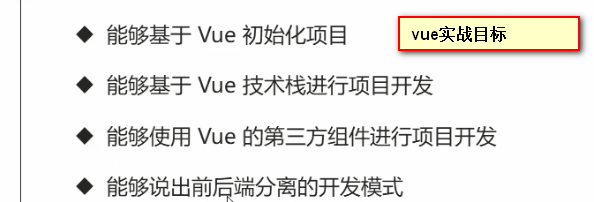 ◆ 能够基于 Vue 初始化项目
vue实战目标
◆ 能够基于 Vue 技术栈进行项目开发
◆ 能够使用 Vue 的第三方组件进行项目开发
◆ 能够说出前后端分离的开发模式